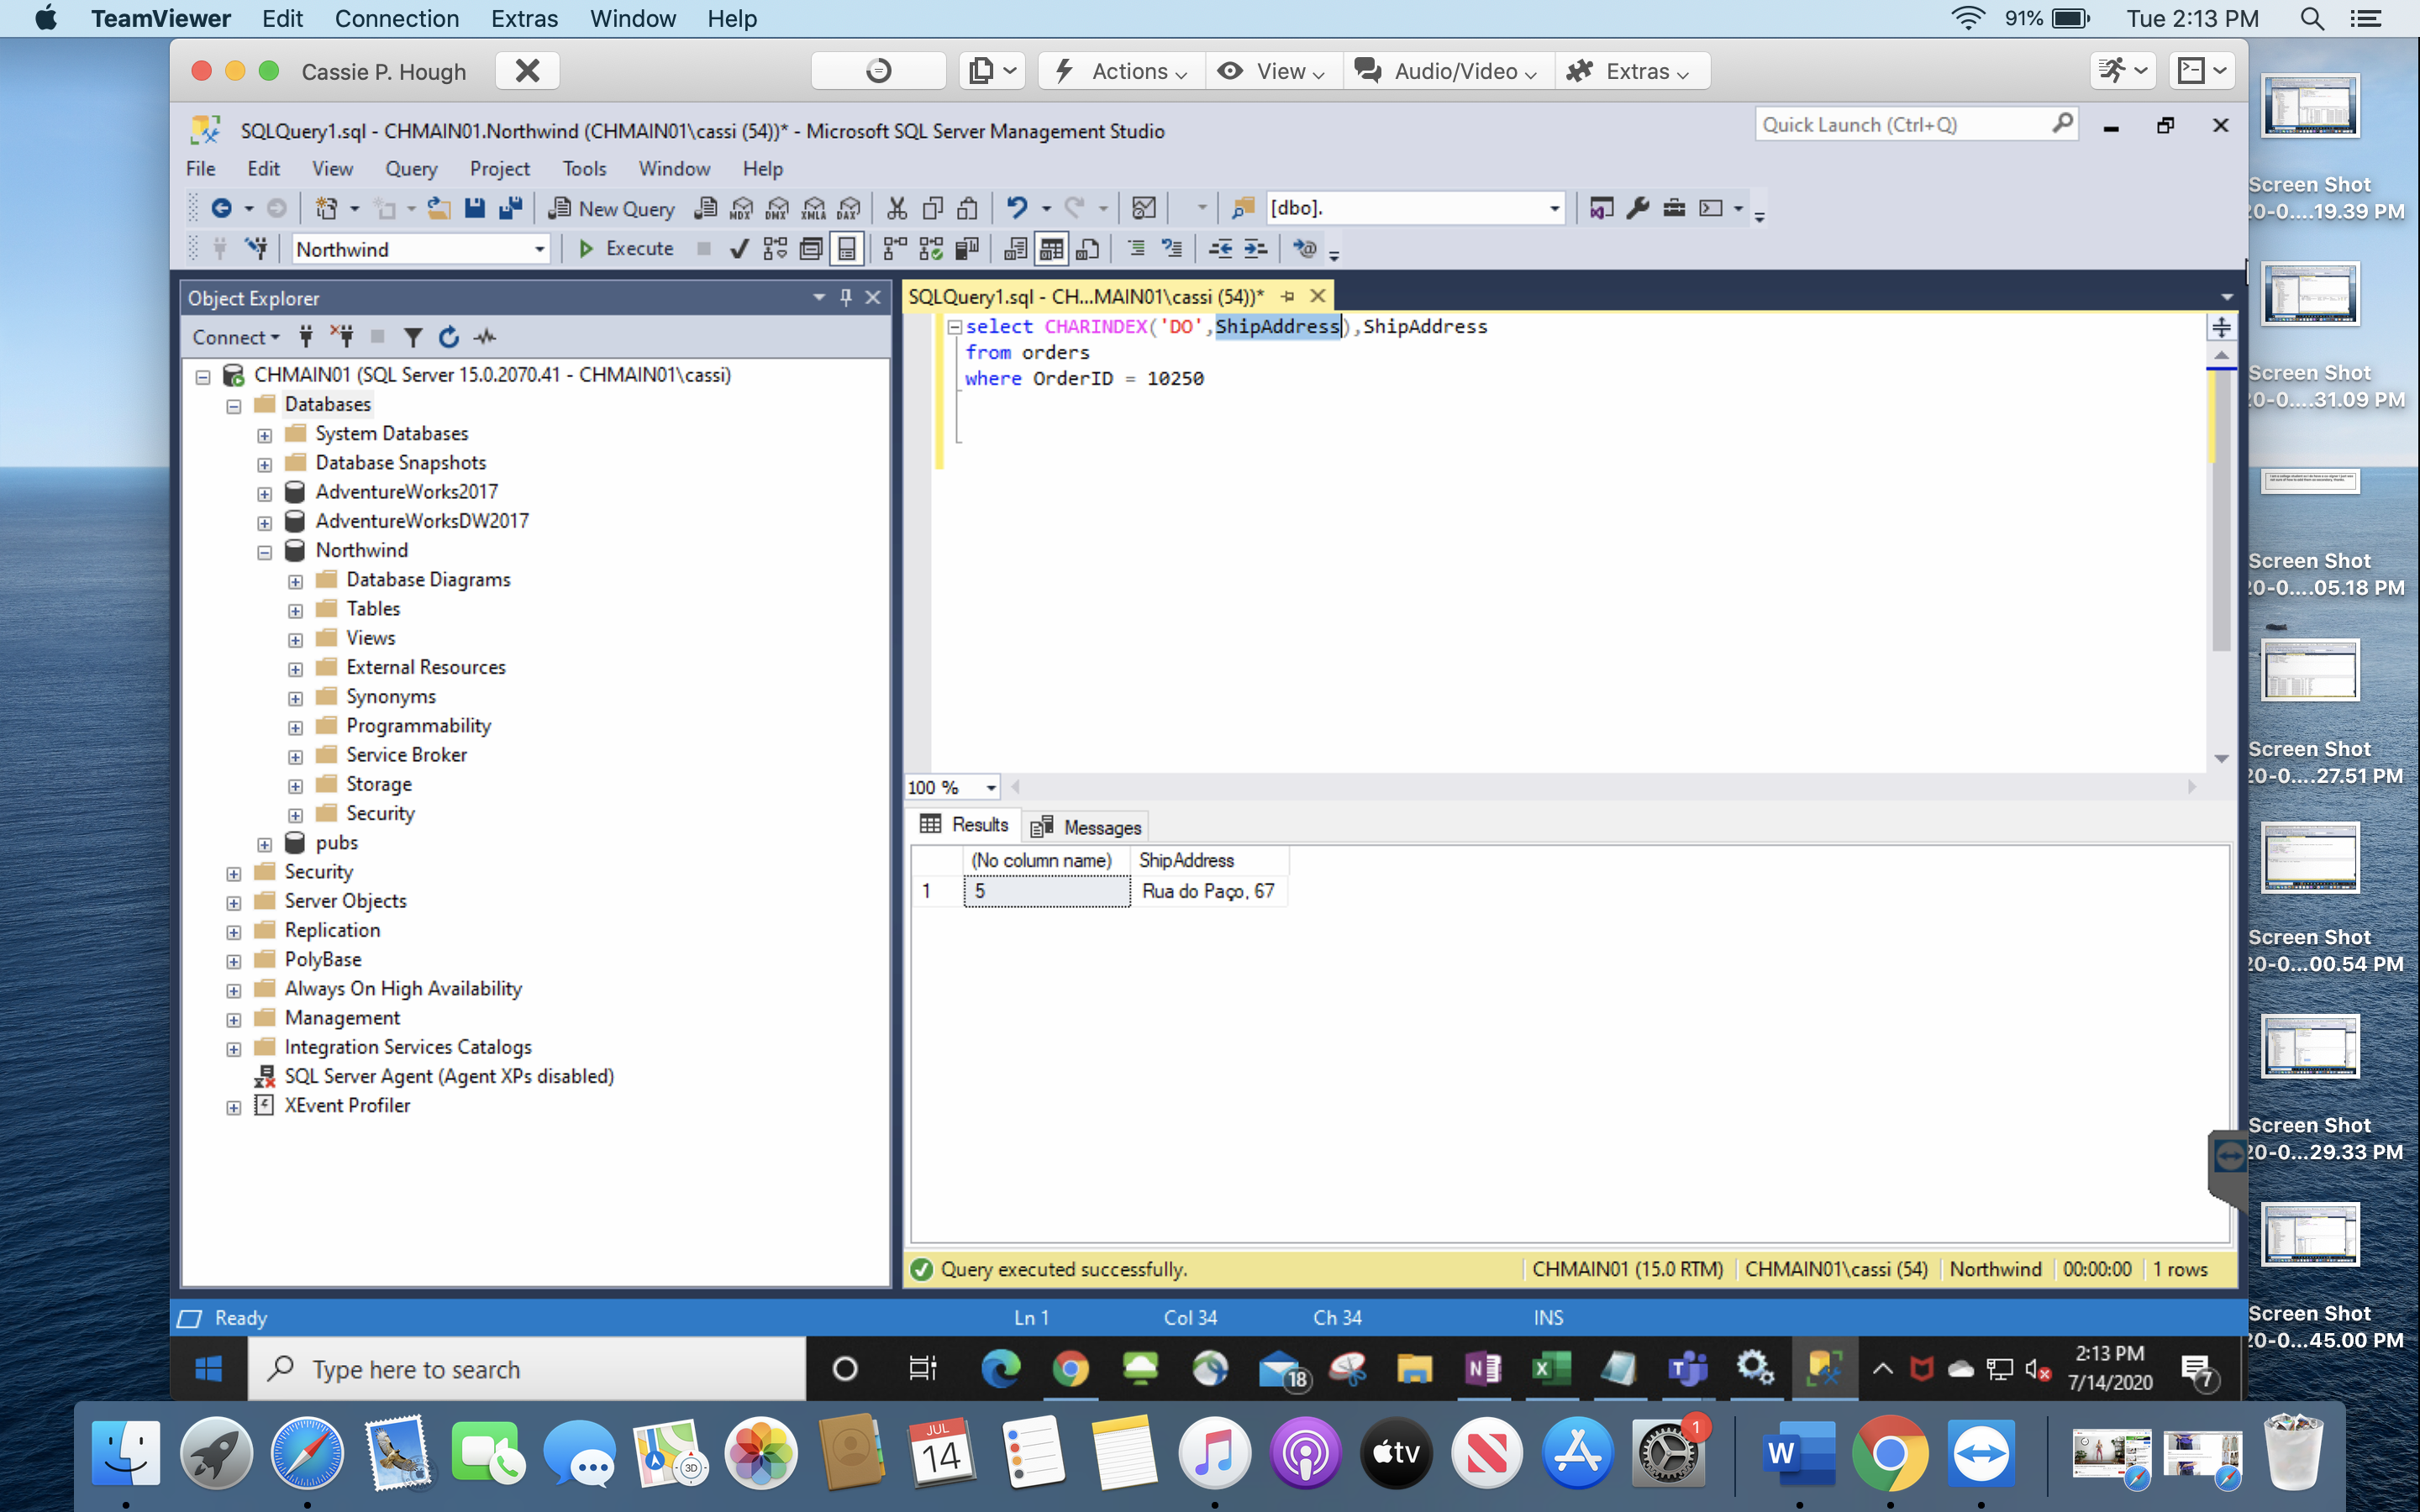 TeamViewer Edit Connection Extras Window Help 91% Tue 2:13 PM
Cassie P. Hough Actions View Audio/Video Extras
SQLQuery1.sql - CHMAIN01.Northwind (CHMAIN01\cassi (54))* - Microsoft SQL Server Management Studio Quick Launch (Ctrl+Q)
File Edit View Query Project Tools Window Help
New Query MDX DMX XMLA DAX [dbo].
Northwind Execute
Object Explorer
Connect
CHMAIN01 (SQL Server 15.0.2070.41 - CHMAIN01\cassi)
Databases
System Databases
Database Snapshots
AdventureWorks2017
AdventureWorksDW2017
Northwind
Database Diagrams
Tables
Views
External Resources
Synonyms
Programmability
Service Broker
Storage
Security
pubs
Security
Server Objects
Replication
PolyBase
Always On High Availability
Management
Integration Services Catalogs
SQL Server Agent (Agent XPs disabled)
XEvent Profiler
SQLQuery1.sql - CH...MAIN01\cassi (54))*
select CHARINDEX('DO',ShipAddress),ShipAddress
from orders
where OrderID = 10250
100 %
Results Messages
(No column name) ShipAddress
1 5 Rua do Paço, 67
Query executed successfully. CHMAIN01 (15.0 RTM) CHMAIN01\cassi (54) Northwind 00:00:00 1 rows
Ready Ln 1 Col 34 Ch 34 INS
Type here to search 18 2:13 PM
7/14/2020 7
Screen Shot
20-0....19.39 PM
Screen Shot
20-0....31.09 PM
Screen Shot
20-0....05.18 PM
Screen Shot
20-0....27.51 PM
Screen Shot
20-0...00.54 PM
Screen Shot
20-0...29.33 PM
Screen Shot
20-0...45.00 PM
3D JUL
14 tv 1 W